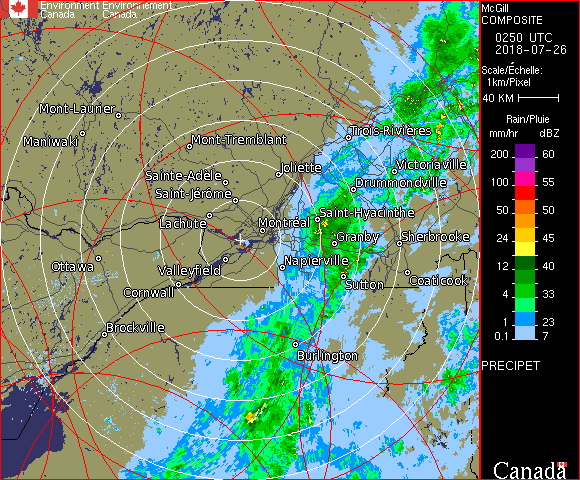 Environment Environnement
Canada Canada
Mont-Laurier
Maniwaki
Mont-Tremblant
Trois-Rivières
Joliette
Victoriaville
Sainte-Adèle
Drummondville
Saint-Jérôme
Lachute
Saint-Hyacinthe
Montréal
Granby
Sherbrooke
Ottawa
Valleyfield
Napierville
Coaticook
Sutton
Cornwall
Brockville
Burlington
McGill
COMPOSITE
0250 UTC
2018-07-26
Scale/Échelle:
1km/Pixel
40 KM
Rain/Pluie
mm/hr dBZ
200 60
150 57
100 55
50 50
24 45
12 40
4 33
1 23
0.1 7
PRECIPET
Canada